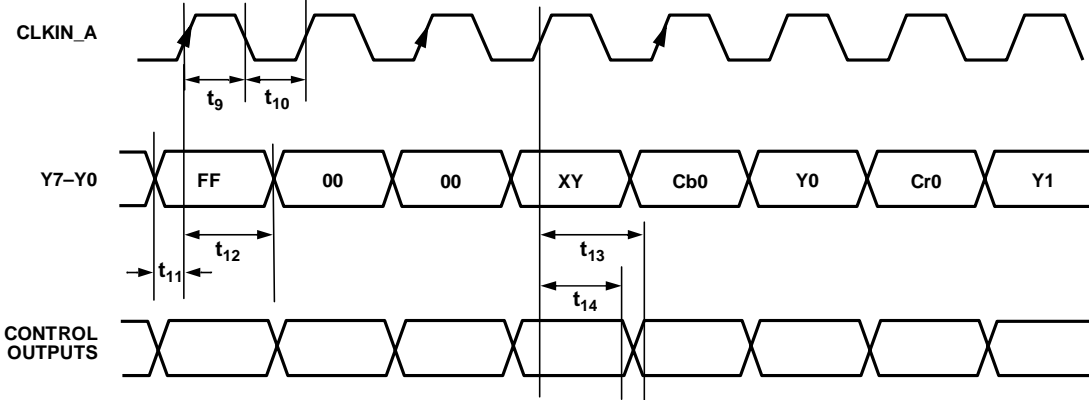 CLKIN_A
t9
t10
Y7–Y0
FF
00
00
XY
Cb0
Y0
Cr0
Y1
t12
t13
t11
t14
CONTROL
OUTPUTS